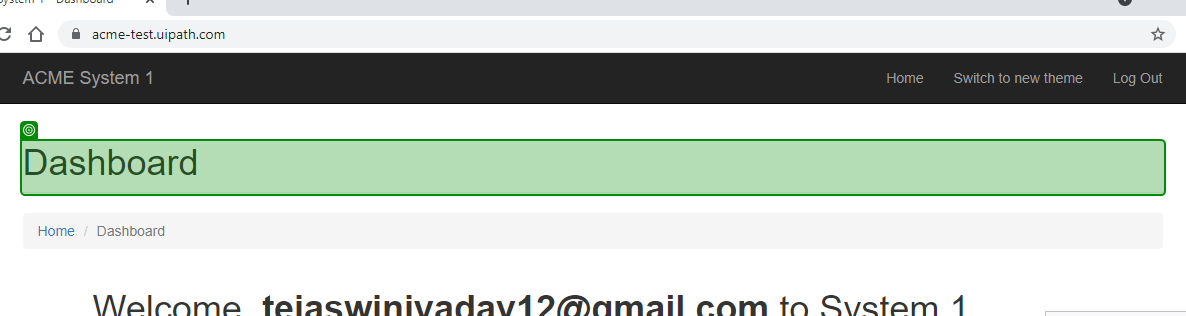 System 1 - Dashboard
acme-test.uipath.com
ACME System 1 Home Switch to new theme Log Out
Dashboard
Home / Dashboard
Welcome, tejaswiniyadav12@gmail.com to System 1